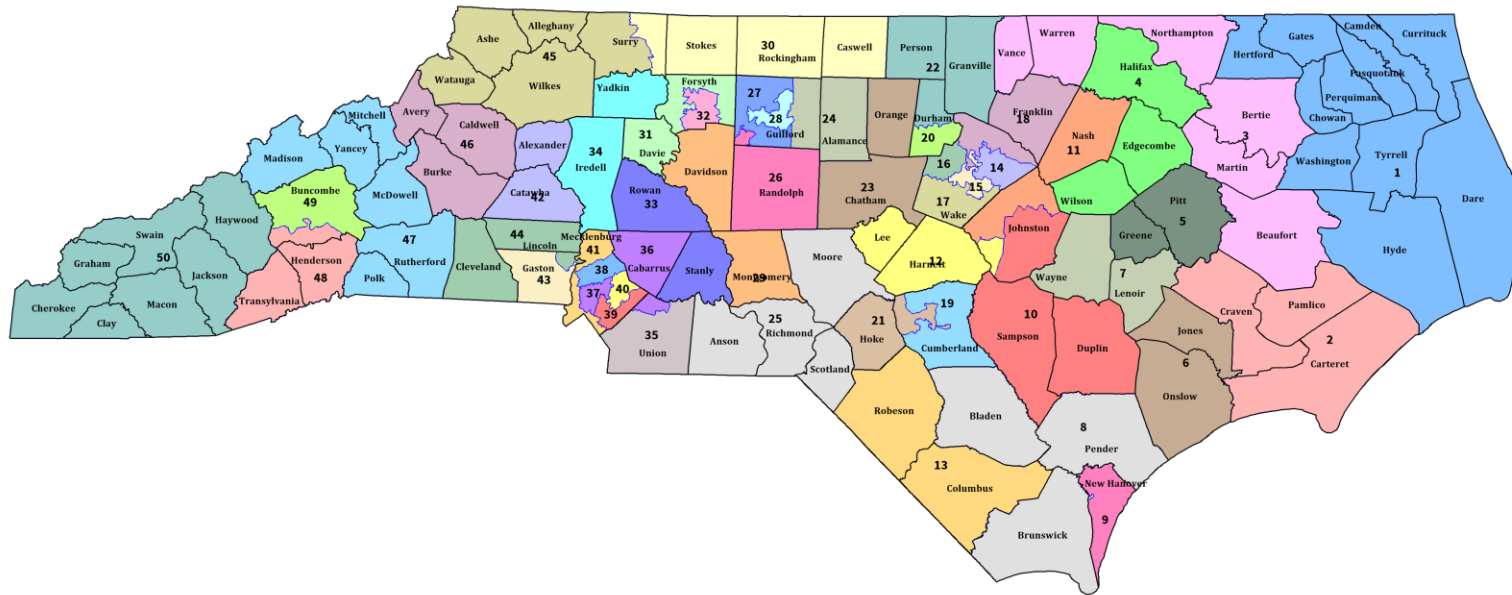 Ashe
Alleghany
45
Surry
Stokes
30
Rockingham
Caswell
Person
22
Granville
Vance
Warren
Northampton
Hertford
Gates
Camden
Currituck
Pasquotank
Perquimans
Chowan
Halifax
4
Bertie
3
Martin
Washington
Tyrrell
1
Dare
Hyde
Watauga
Wilkes
Yadkin
Forsyth
32
27
28
Guilford
24
Alamance
Orange
Durham
20
Franklin
18
Nash
11
Edgecombe
Mitchell
Avery
Caldwell
46
Alexander
34
Iredell
31
Davie
Davidson
26
Randolph
23
Chatham
16
14
15
17
Wake
Wilson
Pitt
5
Greene
Beaufort
Madison
Yancey
Burke
McDowell
Catawba
42
Rowan
33
Johnston
Buncombe
49
Haywood
Swain
50
Graham
Jackson
Cherokee
Macon
Clay
Henderson
48
Transylvania
47
Rutherford
Polk
Cleveland
44
Lincoln
Gaston
43
Mecklenburg
41
38
37
40
39
36
Cabarrus
Stanly
Montgomery
29
Moore
Lee
Harnett
12
Wayne
7
Lenoir
Craven
Pamlico
2
Carteret
Jones
6
Onslow
35
Union
Anson
25
Richmond
Scotland
21
Hoke
19
Cumberland
10
Sampson
Duplin
Robeson
Bladen
8
Pender
13
Columbus
New Hanover
9
Brunswick